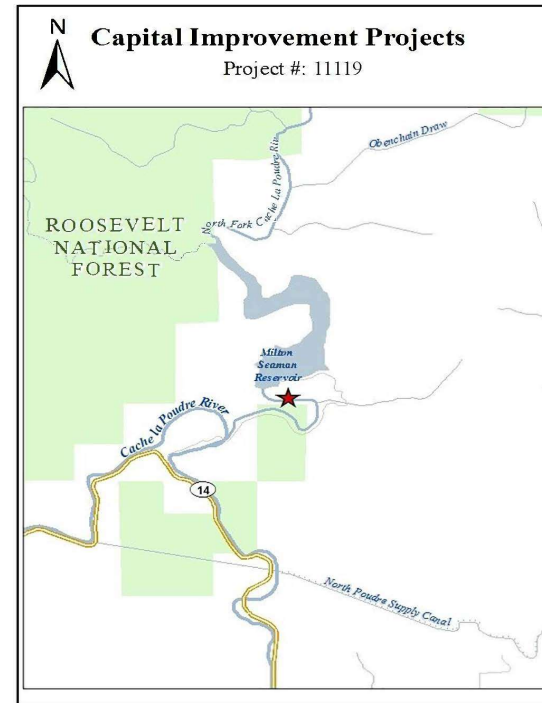 N
Capital Improvement Projects
Project #: 11119
Obenchain Draw
North Fork Cache La Poudre Riv
ROOSEVELT
NATIONAL
FOREST
Milton
Seaman
Reservoir
Cache la Poudre River
14
North Poudre Supply Canal